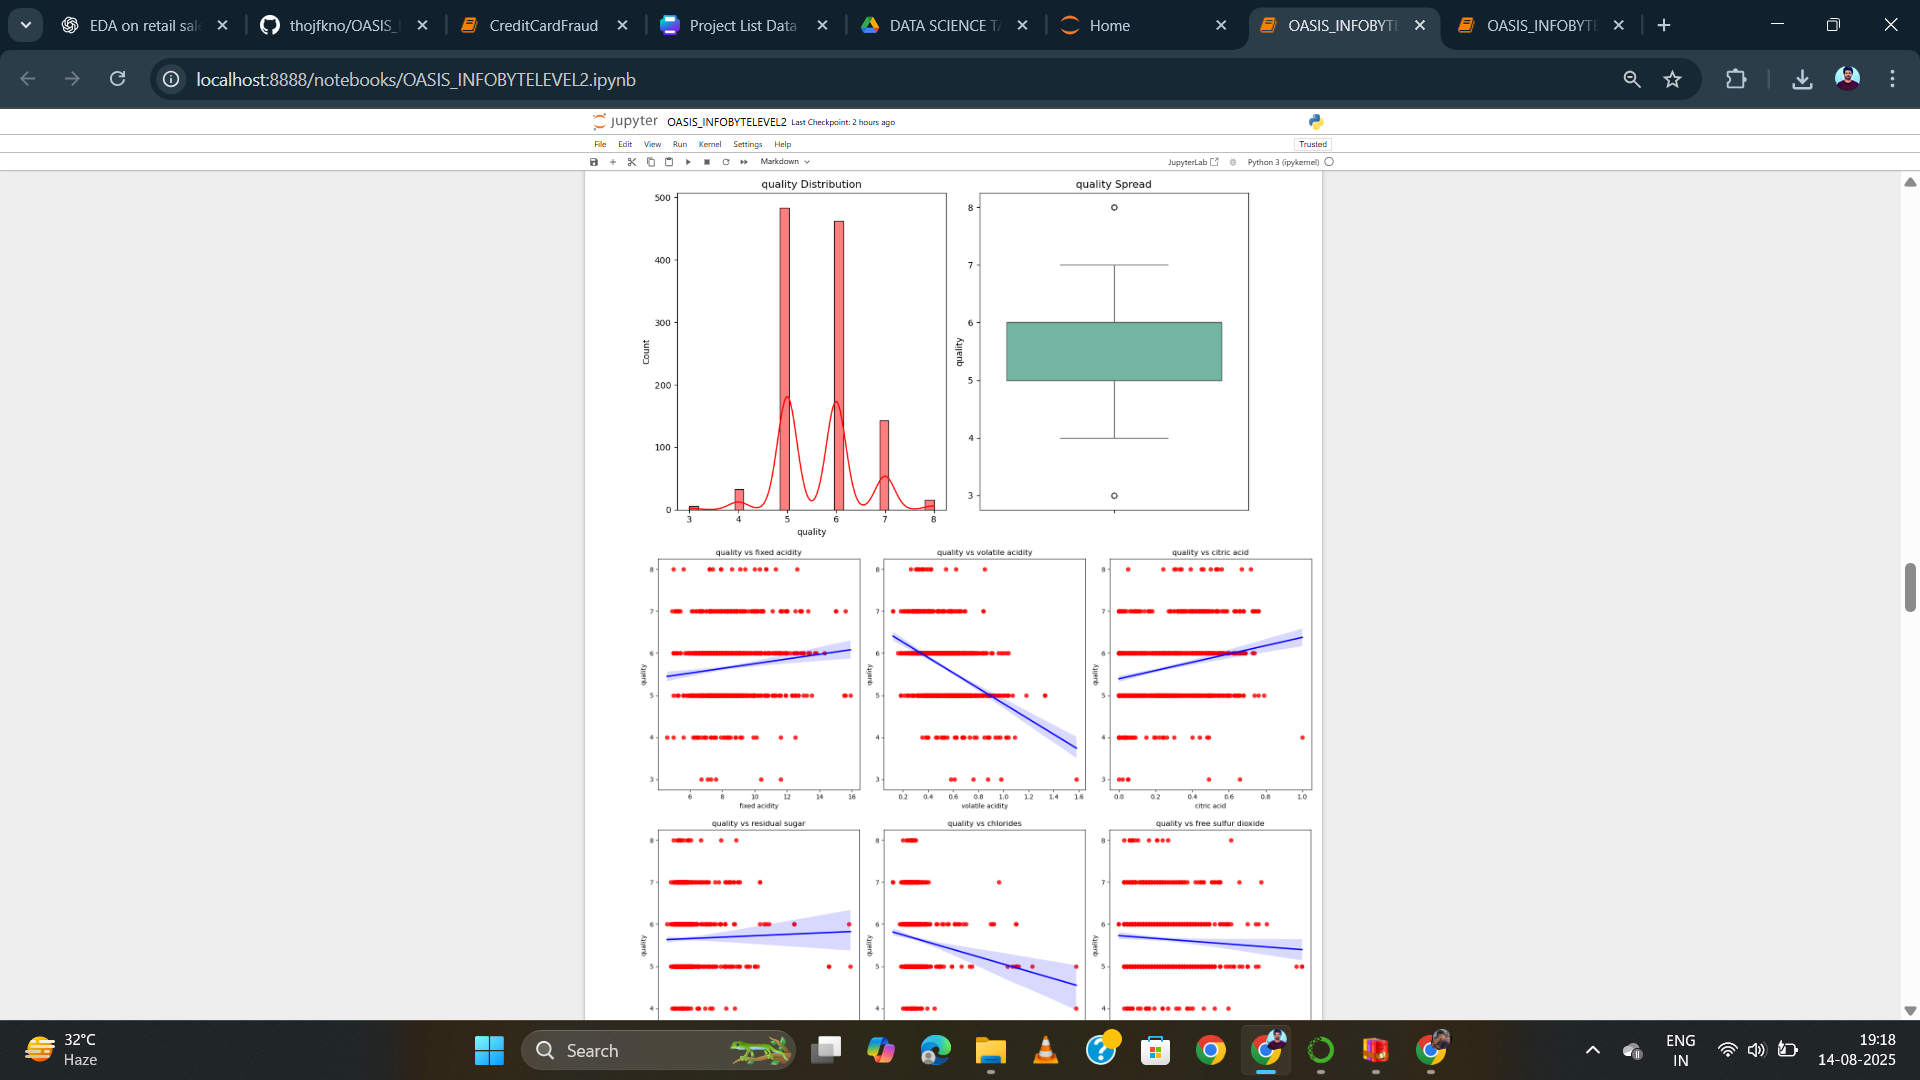 EDA on retail sal
thojfkno/OASIS_I
CreditCardFraud
Project List Data
DATA SCIENCE TA
Home
OASIS_INFOBYTE
OASIS_INFOBYTE
localhost:8888/notebooks/OASIS_INFOBYTELEVEL2.ipynb
jupyter OASIS_INFOBYTELEVEL2 Last Checkpoint: 2 hours ago
File Edit View Run Kernel Settings Help Trusted
Markdown JupyterLab Python 3 (ipykernel)
quality Distribution
500
400
300
200
100
0
Count
3 4 5 6 7 8
quality
quality Spread
8
7
6
5
4
3
quality
quality vs fixed acidity
8
7
6
5
4
3
quality
6 8 10 12 14 16
fixed acidity
quality vs volatile acidity
8
7
6
5
4
3
quality
0.2 0.4 0.6 0.8 1.0 1.2 1.4 1.6
volatile acidity
quality vs citric acid
8
7
6
5
4
3
quality
0.0 0.2 0.4 0.6 0.8 1.0
citric acid
quality vs residual sugar
8
7
6
5
4
quality
quality vs chlorides
8
7
6
5
4
quality
quality vs free sulfur dioxide
8
7
6
5
4
quality
32°C
Haze
Search
ENG
IN
19:18
14-08-2025